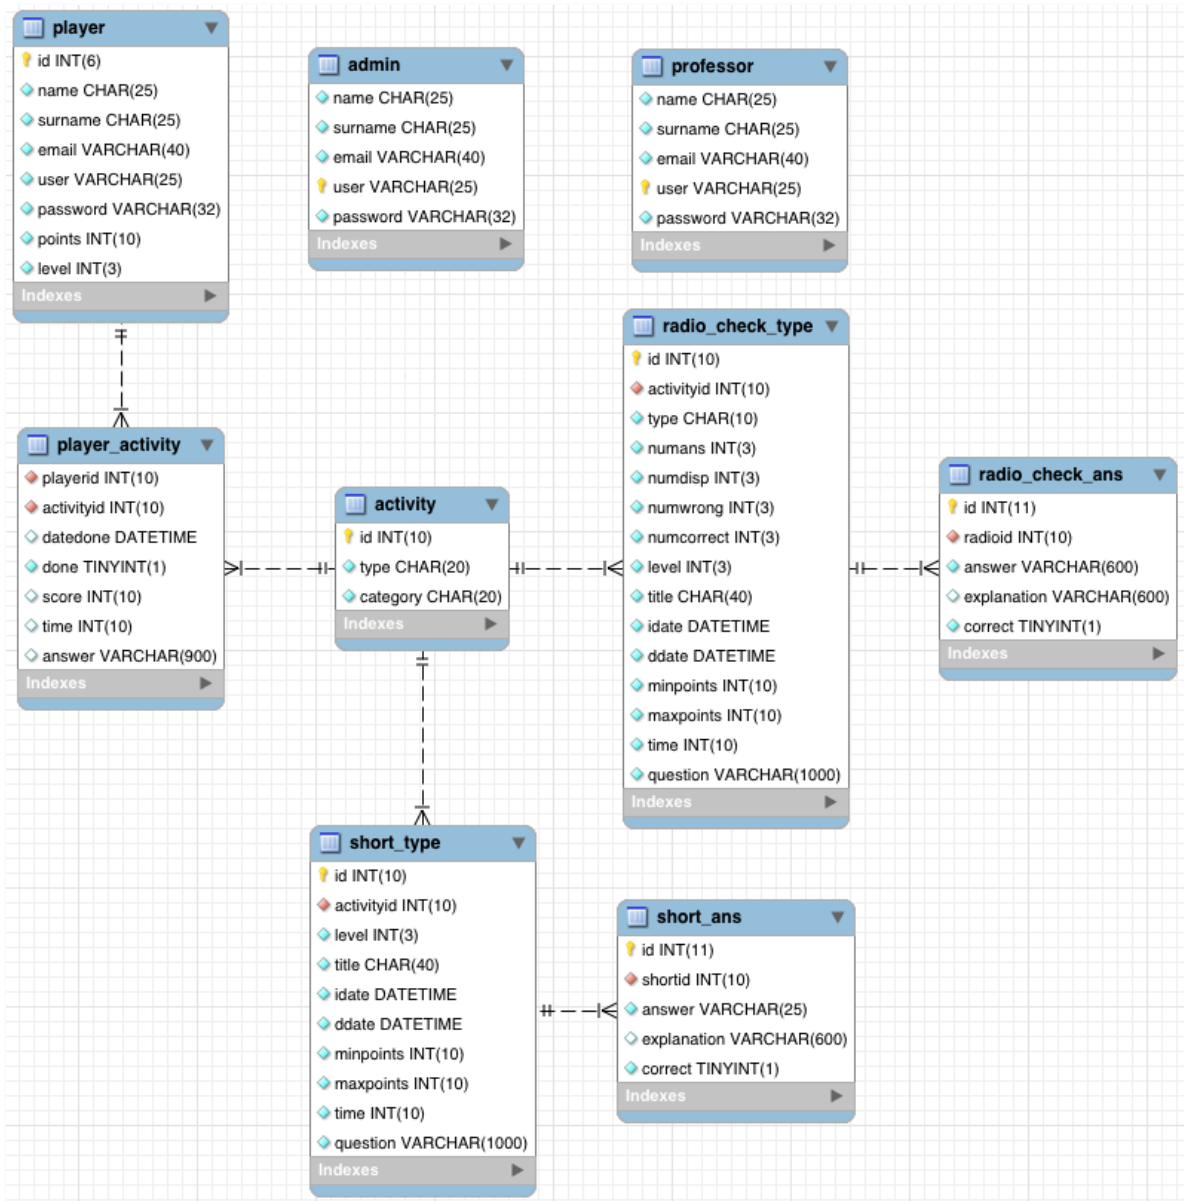 player
id INT(6)
name CHAR(25)
surname CHAR(25)
email VARCHAR(40)
user VARCHAR(25)
password VARCHAR(32)
points INT(10)
level INT(3)
Indexes
admin
name CHAR(25)
surname CHAR(25)
email VARCHAR(40)
user VARCHAR(25)
password VARCHAR(32)
Indexes
professor
name CHAR(25)
surname CHAR(25)
email VARCHAR(40)
user VARCHAR(25)
password VARCHAR(32)
Indexes
player_activity
playerid INT(10)
activityid INT(10)
datedone DATETIME
done TINYINT(1)
score INT(10)
time INT(10)
answer VARCHAR(900)
Indexes
activity
id INT(10)
type CHAR(20)
category CHAR(20)
Indexes
radio_check_type
id INT(10)
activityid INT(10)
type CHAR(10)
numans INT(3)
numdisp INT(3)
numwrong INT(3)
numcorrect INT(3)
level INT(3)
title CHAR(40)
idate DATETIME
ddate DATETIME
minpoints INT(10)
maxpoints INT(10)
time INT(10)
question VARCHAR(1000)
Indexes
radio_check_ans
id INT(11)
radioid INT(10)
answer VARCHAR(600)
explanation VARCHAR(600)
correct TINYINT(1)
Indexes
short_type
id INT(10)
activityid INT(10)
level INT(3)
title CHAR(40)
idate DATETIME
ddate DATETIME
minpoints INT(10)
maxpoints INT(10)
time INT(10)
question VARCHAR(1000)
Indexes
short_ans
id INT(11)
shortid INT(10)
answer VARCHAR(25)
explanation VARCHAR(600)
correct TINYINT(1)
Indexes